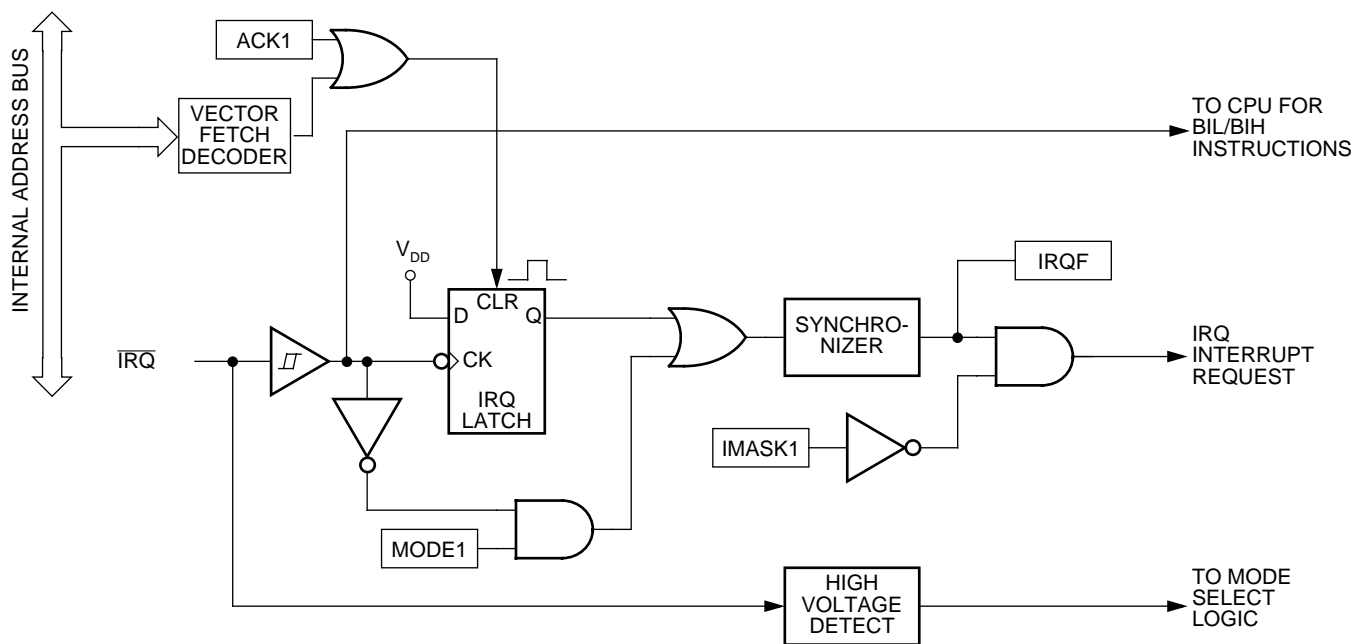 INTERNAL ADDRESS BUS
ACK1
VECTOR
FETCH
DECODER
TO CPU FOR
BIL/BIH
INSTRUCTIONS
VDD
CLR
D
Q
CK
IRQ
LATCH
IRQ
SYNCHRO-
NIZER
IRQF
IRQ
INTERRUPT
REQUEST
IMASK1
MODE1
HIGH
VOLTAGE
DETECT
TO MODE
SELECT
LOGIC